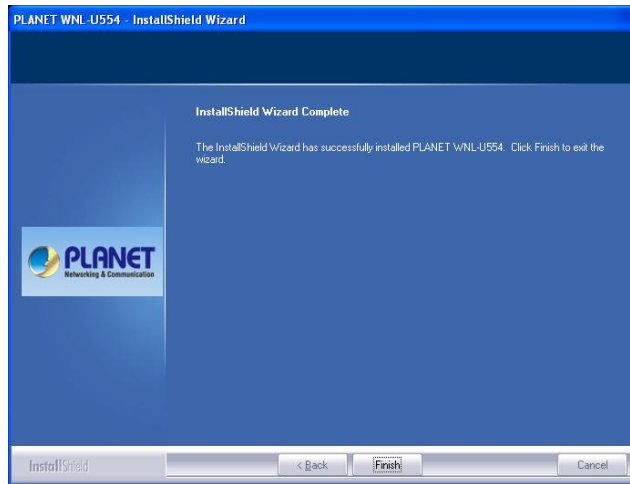 PLANET WNL-U554 - InstallShield Wizard
InstallShield Wizard Complete
The InstallShield Wizard has successfully installed PLANET WNL-U554. Click Finish to exit the
wizard.
PLANET
Networking & Communication
InstallShield
< Back
Finish
Cancel